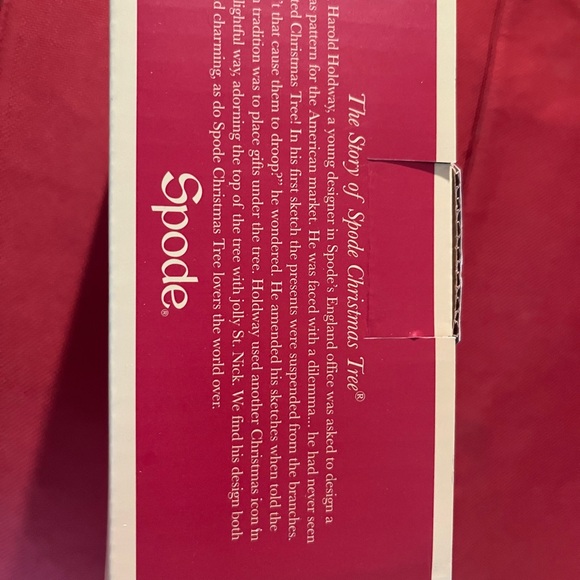 The Story of Spode Christmas Tree®
Harold Holdway, a young designer in Spode's England office was asked to design a
pattern for the American market. He was faced with a dilemma... he had never seen
Christmas Tree! In his first sketch the presents were suspended from the branches.
that cause them to droop?" he wondered. He amended his sketches when told the
tradition was to place gifts under the tree. Holdway used another Christmas icon in
way, adorning the top of the tree with jolly St. Nick. We find his design both
charming, as do Spode Christmas Tree lovers the world over.
Spode®